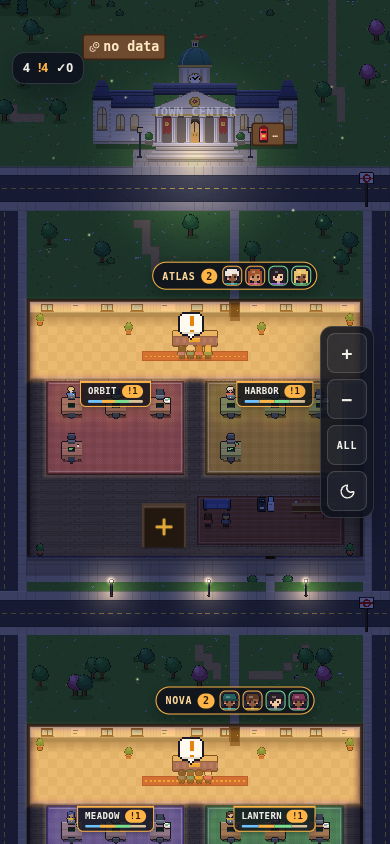 no data
4 !4 ✓0
TOWN CENTER
ATLAS 2
!
ORBIT !1
HARBOR !1
+
−
ALL
+
NOVA 2
!
MEADOW !1
LANTERN !1